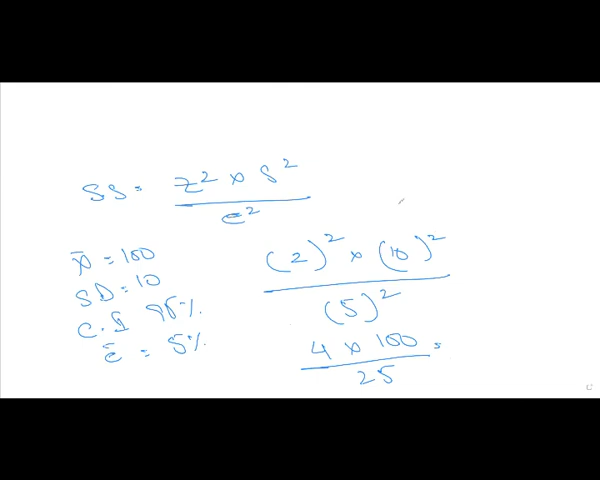 SS = z² × s²
e²
x̄ = 100
SD = 10
C.I 95%
e = 5%
(2)² × (10)²
(5)²
4 × 100 =
25